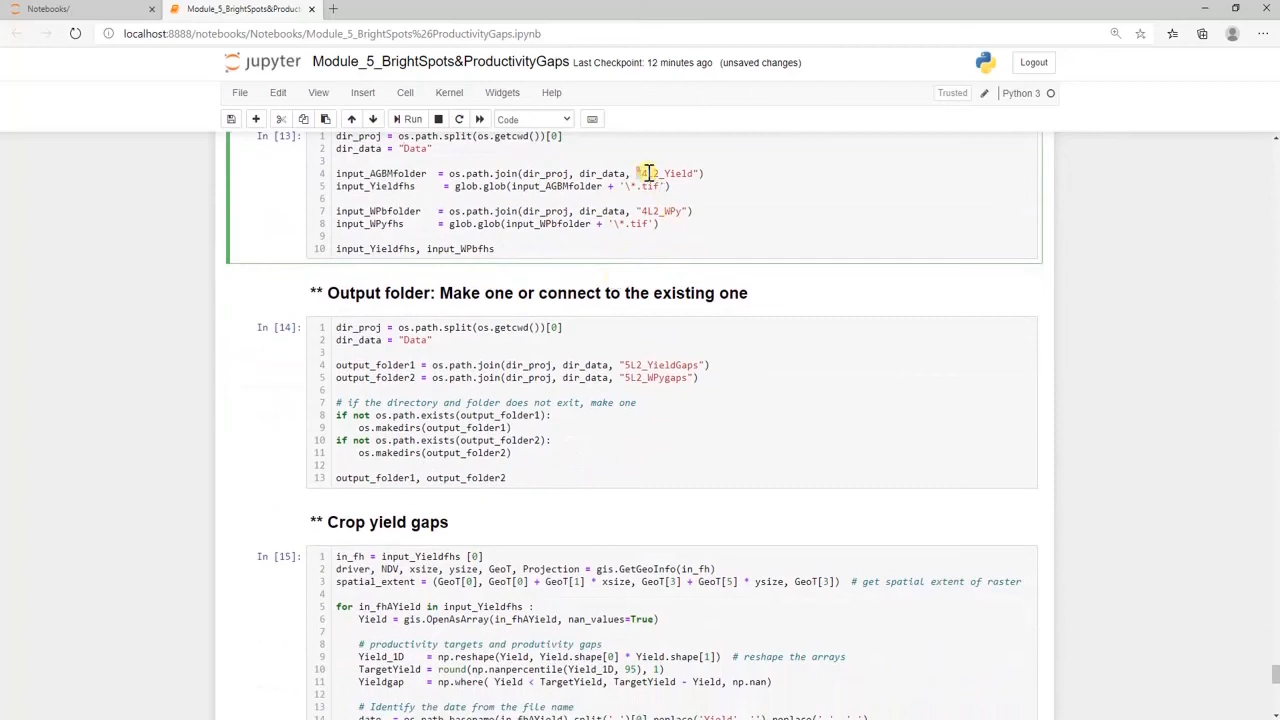 Notebooks/
Module_5_BrightSpots&Product
localhost:8888/notebooks/Notebooks/Module_5_BrightSpots%26ProductivityGaps.ipynb
jupyter Module_5_BrightSpots&ProductivityGaps Last Checkpoint: 12 minutes ago (unsaved changes)
Logout
File Edit View Insert Cell Kernel Widgets Help
Trusted Python 3
Run Code
In [13]: 1 dir_proj = os.path.split(os.getcwd())[0]
2 dir_data = "Data"
3
4 input_AGBMfolder = os.path.join(dir_proj, dir_data, "4L2_Yield")
5 input_Yieldfhs = glob.glob(input_AGBMfolder + '\*.tif')
6
7 input_WPbfolder = os.path.join(dir_proj, dir_data, "4L2_WPy")
8 input_WPyfhs = glob.glob(input_WPbfolder + '\*.tif')
9
10 input_Yieldfhs, input_WPbfhs
** Output folder: Make one or connect to the existing one
In [14]: 1 dir_proj = os.path.split(os.getcwd())[0]
2 dir_data = "Data"
3
4 output_folder1 = os.path.join(dir_proj, dir_data, "5L2_YieldGaps")
5 output_folder2 = os.path.join(dir_proj, dir_data, "5L2_WPygaps")
6
7 # if the directory and folder does not exit, make one
8 if not os.path.exists(output_folder1):
9 os.makedirs(output_folder1)
10 if not os.path.exists(output_folder2):
11 os.makedirs(output_folder2)
12
13 output_folder1, output_folder2
** Crop yield gaps
In [15]: 1 in_fh = input_Yieldfhs [0]
2 driver, NDV, xsize, ysize, GeoT, Projection = gis.GetGeoInfo(in_fh)
3 spatial_extent = (GeoT[0], GeoT[0] + GeoT[1] * xsize, GeoT[3] + GeoT[5] * ysize, GeoT[3]) # get spatial extent of raster
4
5 for in_fhAYield in input_Yieldfhs :
6 Yield = gis.OpenAsArray(in_fhAYield, nan_values=True)
7
8 # productivity targets and produtivity gaps
9 Yield_1D = np.reshape(Yield, Yield.shape[0] * Yield.shape[1]) # reshape the arrays
10 TargetYield = round(np.nanpercentile(Yield_1D, 95), 1)
11 Yieldgap = np.where( Yield < TargetYield, TargetYield - Yield, np.nan)
12
13 # Identify the date from the file name